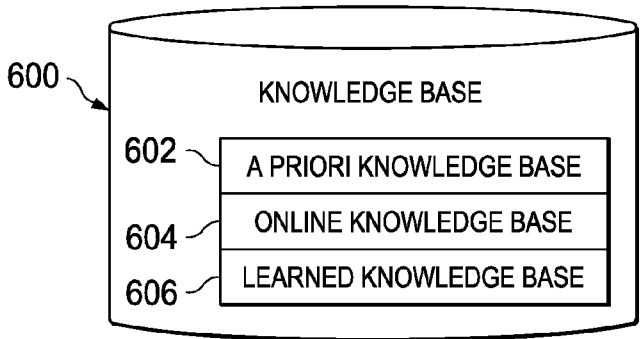 600
KNOWLEDGE BASE
602
A PRIORI KNOWLEDGE BASE
604
ONLINE KNOWLEDGE BASE
606
LEARNED KNOWLEDGE BASE